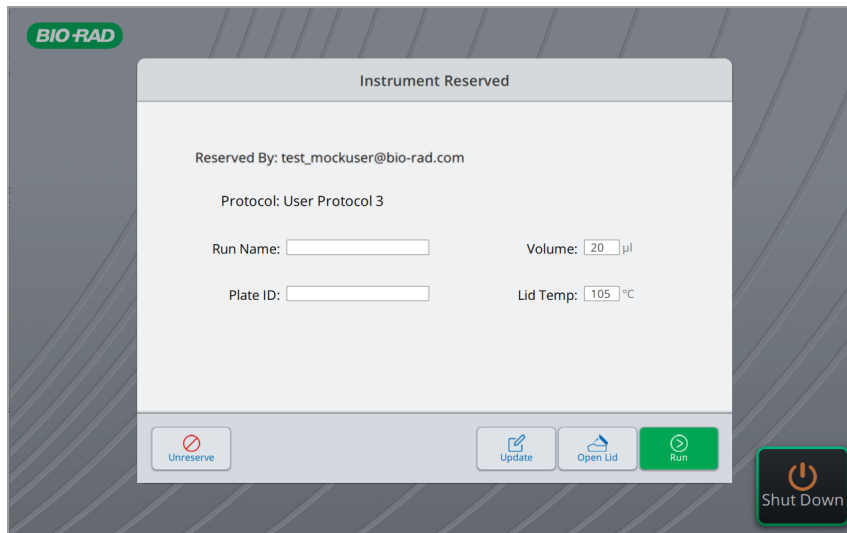 BIO-RAD
Instrument Reserved
Reserved By: test_mockuser@bio-rad.com
Protocol: User Protocol 3
Run Name:
Volume: 20 µl
Plate ID:
Lid Temp: 105 °C
Unreserve
Update
Open Lid
Run
Shut Down